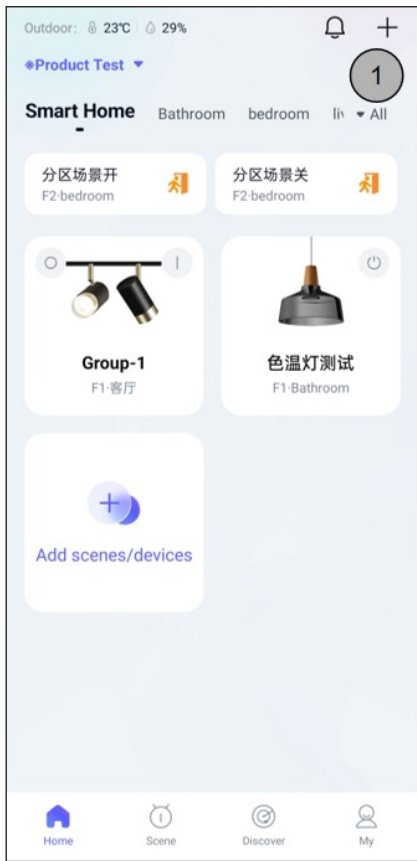 Outdoor: 23℃ 29%
※Product Test
1
Smart Home Bathroom bedroom liv All
分区场景开
F2·bedroom
分区场景关
F2·bedroom
Group-1
F1·客厅
色温灯测试
F1·Bathroom
Add scenes/devices
Home Scene Discover My